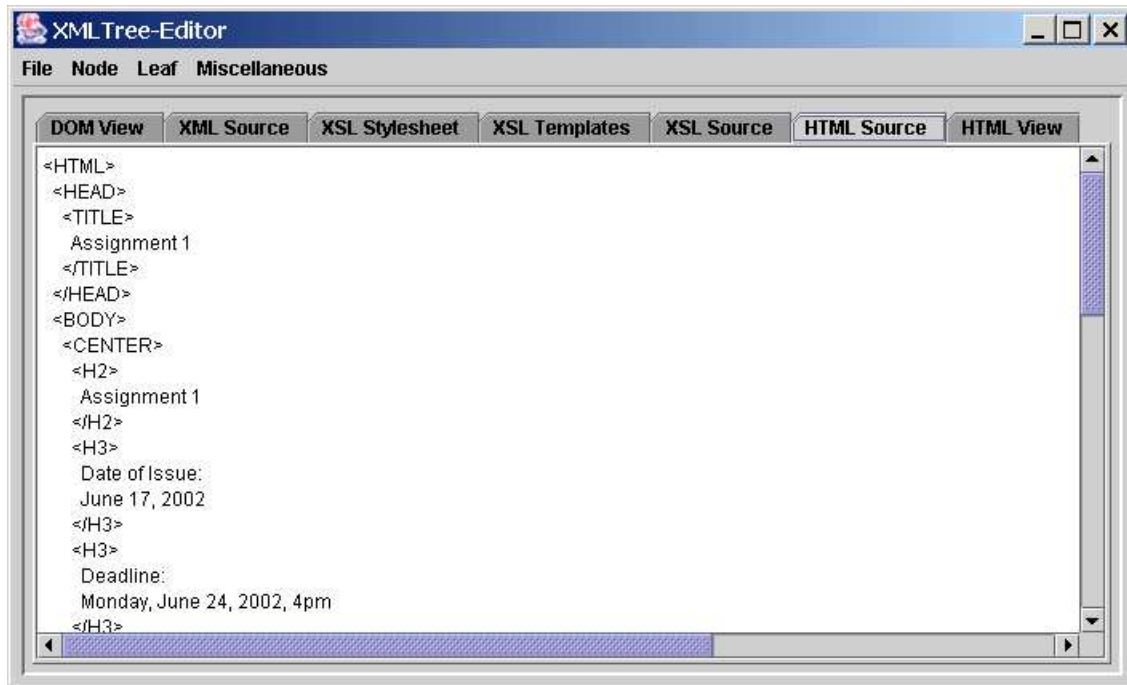 XMLTree-Editor
File Node Leaf Miscellaneous
DOM View XML Source XSL Stylesheet XSL Templates XSL Source HTML Source HTML View
<HTML>
<HEAD>
<TITLE>
Assignment 1
</TITLE>
</HEAD>
<BODY>
<CENTER>
<H2>
Assignment 1
</H2>
<H3>
Date of Issue:
June 17, 2002
</H3>
<H3>
Deadline:
Monday, June 24, 2002, 4pm
</H3>